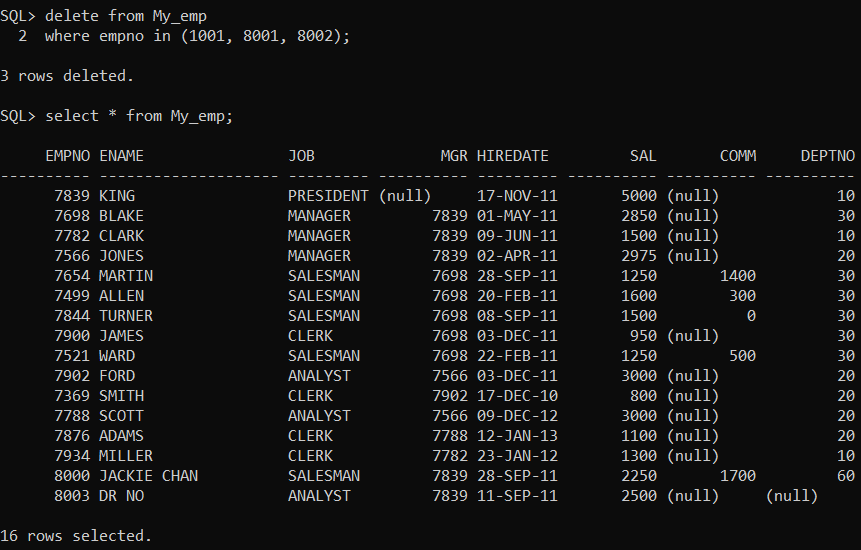 SQL> delete from My_emp
  2  where empno in (1001, 8001, 8002);
3 rows deleted.
SQL> select * from My_emp;
     EMPNO ENAME                JOB              MGR HIREDATE         SAL       COMM     DEPTNO
---------- -------------------- --------- ---------- --------- ---------- ---------- ----------
      7839 KING                 PRESIDENT (null)     17-NOV-11       5000 (null)             10
      7698 BLAKE                MANAGER         7839 01-MAY-11       2850 (null)             30
      7782 CLARK                MANAGER         7839 09-JUN-11       1500 (null)             10
      7566 JONES                MANAGER         7839 02-APR-11       2975 (null)             20
      7654 MARTIN               SALESMAN        7698 28-SEP-11       1250       1400         30
      7499 ALLEN                SALESMAN        7698 20-FEB-11       1600        300         30
      7844 TURNER               SALESMAN        7698 08-SEP-11       1500          0         30
      7900 JAMES                CLERK           7698 03-DEC-11        950 (null)             30
      7521 WARD                 SALESMAN        7698 22-FEB-11       1250        500         30
      7902 FORD                 ANALYST         7566 03-DEC-11       3000 (null)             20
      7369 SMITH                CLERK           7902 17-DEC-10        800 (null)             20
      7788 SCOTT                ANALYST         7566 09-DEC-12       3000 (null)             20
      7876 ADAMS                CLERK           7788 12-JAN-13       1100 (null)             20
      7934 MILLER               CLERK           7782 23-JAN-12       1300 (null)             10
      8000 JACKIE CHAN          SALESMAN        7839 28-SEP-11       2250       1700         60
      8003 DR NO                ANALYST         7839 11-SEP-11       2500 (null)     (null)
16 rows selected.